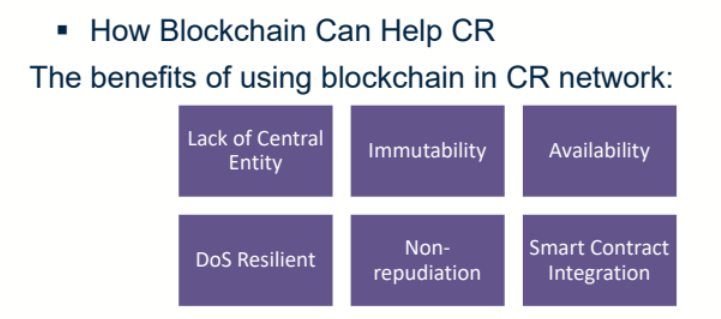 ▪ How Blockchain Can Help CR
The benefits of using blockchain in CR network:
Lack of Central
Entity
Immutability
Availability
DoS Resilient
Non-
repudiation
Smart Contract
Integration